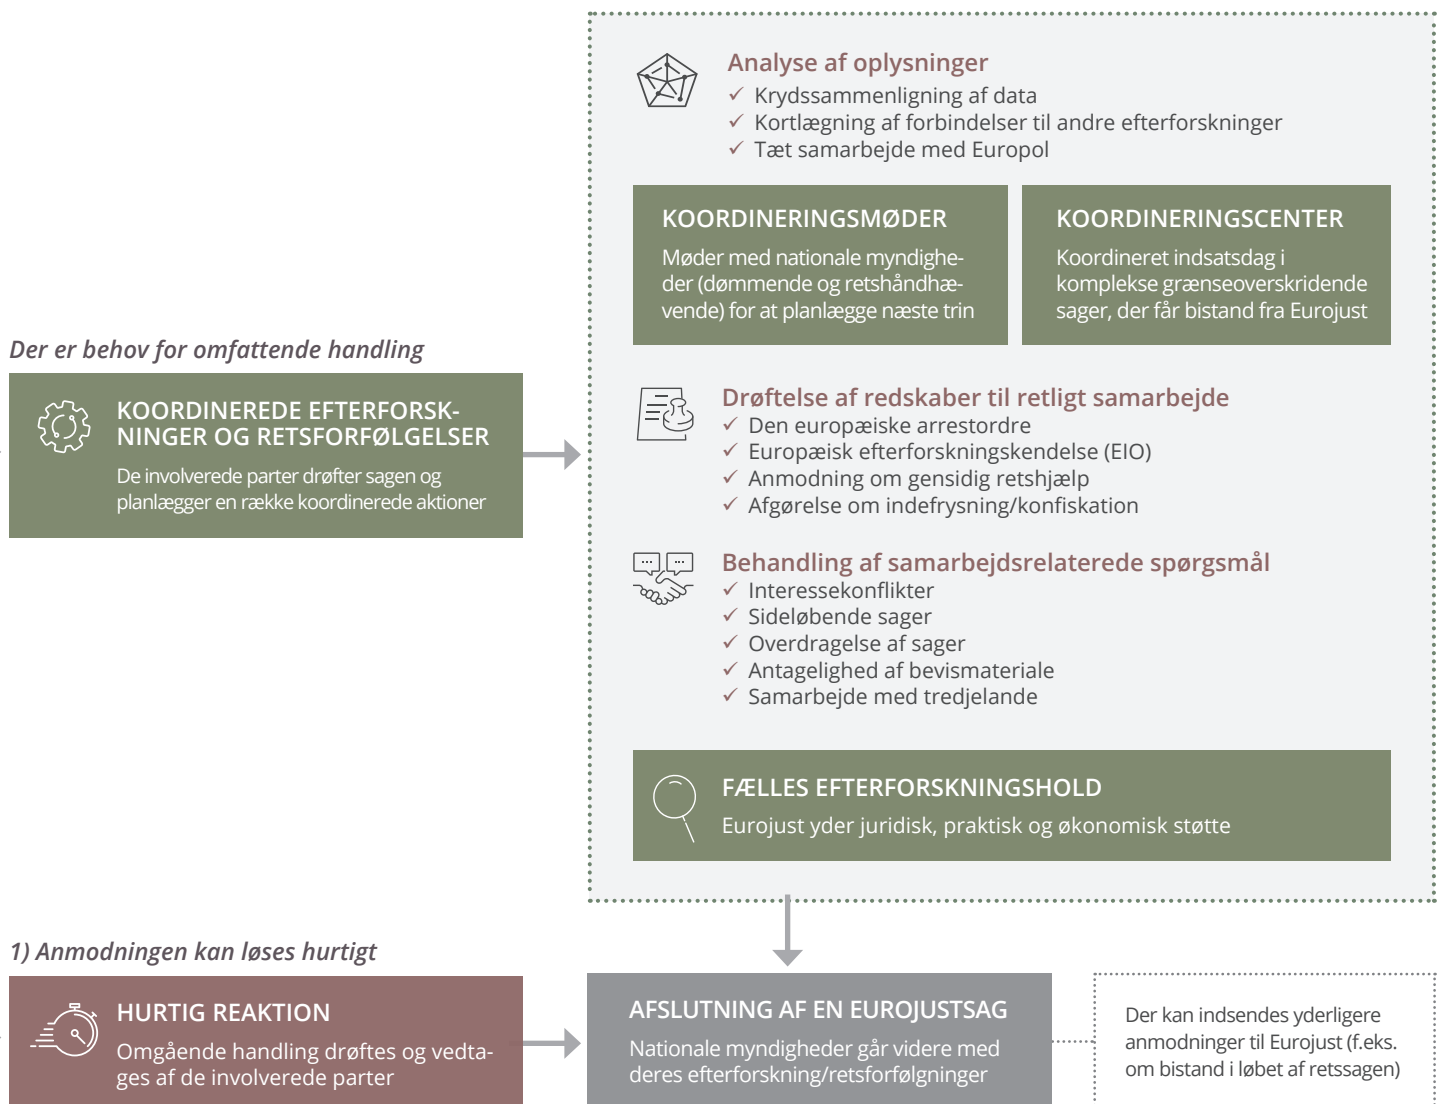 Analyse af oplysninger
✓ Krydssammenligning af data
✓ Kortlægning af forbindelser til andre efterforskninger
✓ Tæt samarbejde med Europol
KOORDINERINGSMØDER
Møder med nationale myndighe-
der (dømmende og retshåndhæ-
vende) for at planlægge næste trin
KOORDINERINGSCENTER
Koordineret indsatsdag i
komplekse grænseoverskridende
sager, der får bistand fra Eurojust
Der er behov for omfattende handling
KOORDINEREDE EFTERFORSK-
NINGER OG RETSFORFØLGELSER
De involverede parter drøfter sagen og
planlægger en række koordinerede aktioner
Drøftelse af redskaber til retligt samarbejde
✓ Den europæiske arrestordre
✓ Europæisk efterforskningskendelse (EIO)
✓ Anmodning om gensidig retshjælp
✓ Afgørelse om indefrysning/konfiskation
Behandling af samarbejdsrelaterede spørgsmål
✓ Interessekonflikter
✓ Sideløbende sager
✓ Overdragelse af sager
✓ Antagelighed af bevismateriale
✓ Samarbejde med tredjelande
FÆLLES EFTERFORSKNINGSHOLD
Eurojust yder juridisk, praktisk og økonomisk støtte
1) Anmodningen kan løses hurtigt
HURTIG REAKTION
Omgående handling drøftes og vedta-
ges af de involverede parter
AFSLUTNING AF EN EUROJUSTSAG
Nationale myndigheder går videre med
deres efterforskning/retsforfølgninger
Der kan indsendes yderligere
anmodninger til Eurojust (f.eks.
om bistand i løbet af retssagen)